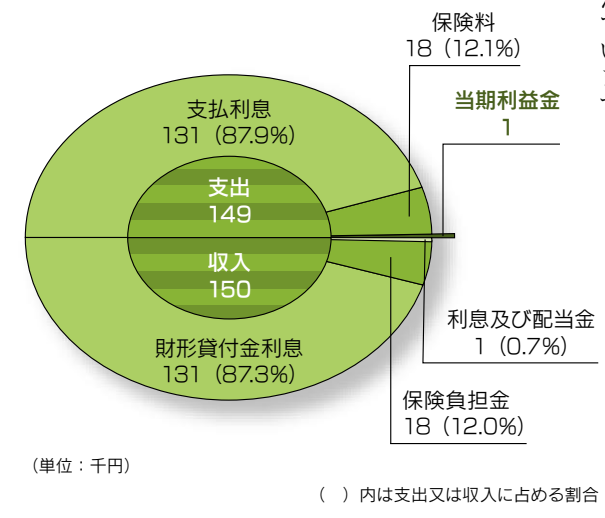 保険料
18（12.1%）
当期利益金
1
支払利息
131（87.9%）
支出
149
収入
150
財形貸付金利息
131（87.3%）
利息及び配当金
1（0.7%）
保険負担金
18（12.0%）
（単位：千円）
（　）内は支出又は収入に占める割合